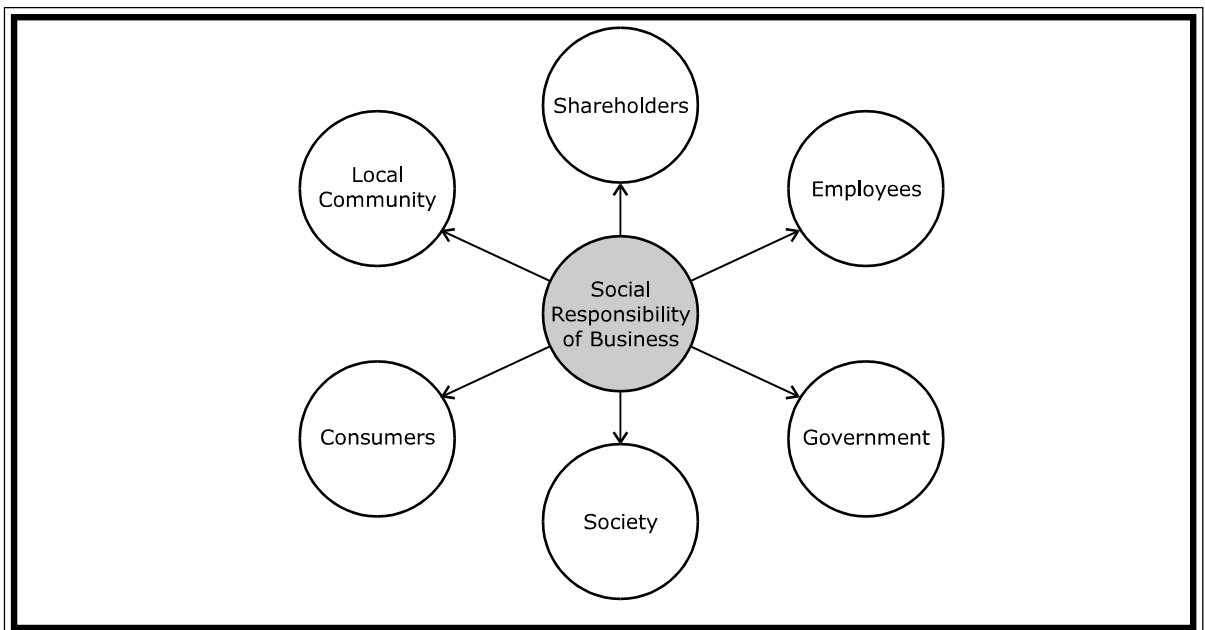 Shareholders
Local
Community
Employees
Social
Responsibility
of Business
Consumers
Government
Society